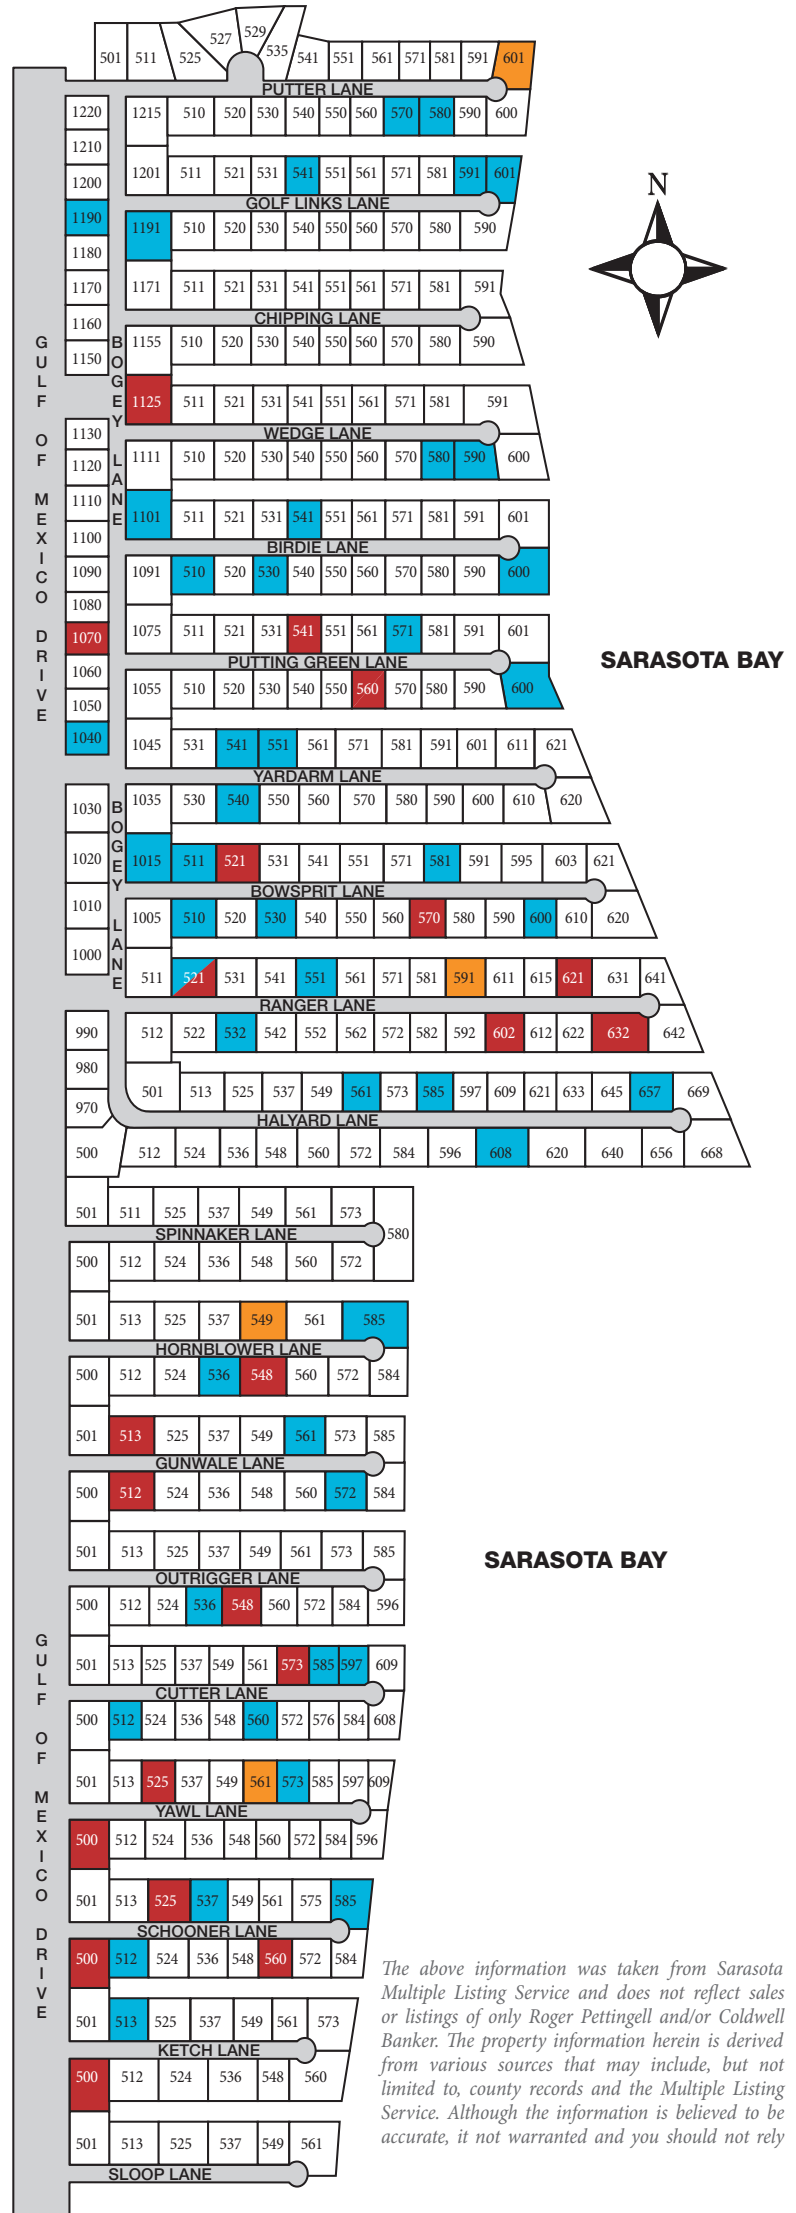 501 511 525 527 529 535 541 551 561 571 581 591 601
PUTTER LANE
1220 1215 510 520 530 540 550 560 570 580 590 600
1210
1200 1201 511 521 531 541 551 561 571 581 591 601
GOLF LINKS LANE
1190 1191 510 520 530 540 550 560 570 580 590
1180
1170 1171 511 521 531 541 551 561 571 581 591
CHIPPING LANE
1160
1150 1155 510 520 530 540 550 560 570 580 590
1125 511 521 531 541 551 561 571 581 591
WEDGE LANE
1130
1120 1111 510 520 530 540 550 560 570 580 590 600
1110 1101 511 521 531 541 551 561 571 581 591 601
1100
BIRDIE LANE
1090 1091 510 520 530 540 550 560 570 580 590 600
1080
1070 1075 511 521 531 541 551 561 571 581 591 601
PUTTING GREEN LANE
1060
1050 1055 510 520 530 540 550 560 570 580 590 600
1040 1045 531 541 551 561 571 581 591 601 611 621
YARDARM LANE
1030 1035 530 540 550 560 570 580 590 600 610 620
1020 1015 511 521 531 541 551 571 581 591 595 603 621
BOWSPRIT LANE
1010 1005 510 520 530 540 550 560 570 580 590 600 610 620
1000 511 521 531 541 551 561 571 581 591 611 615 621 631 641
RANGER LANE
990 512 522 532 542 552 562 572 582 592 602 612 622 632 642
980
970 501 513 525 537 549 561 573 585 597 609 621 633 645 657 669
HALYARD LANE
500 512 524 536 548 560 572 584 596 608 620 640 656 668
501 511 525 537 549 561 573 580
SPINNAKER LANE
500 512 524 536 548 560 572
501 513 525 537 549 561 585
HORNBLOWER LANE
500 512 524 536 548 560 572 584
501 513 525 537 549 561 573 585
GUNWALE LANE
500 512 524 536 548 560 572 584
501 513 525 537 549 561 573 585
OUTRIGGER LANE
500 512 524 536 548 560 572 584 596
501 513 525 537 549 561 573 585 597 609
CUTTER LANE
500 512 524 536 548 560 572 576 584 608
501 513 525 537 549 561 573 585 597 609
YAWL LANE
500 512 524 536 548 560 572 584 596
501 513 525 537 549 561 575 585
SCHOONER LANE
500 512 524 536 548 560 572 584
501 513 525 537 549 561 573
KETCH LANE
500 512 524 536 548 560
501 513 525 537 549 561
SLOOP LANE
GULF OF MEXICO DRIVE
BOGEY LANE
BOGEY LANE
GULF OF MEXICO DRIVE
N
SARASOTA BAY
SARASOTA BAY
The above information was taken from Sarasota
Multiple Listing Service and does not reflect sales
or listings of only Roger Pettingell and/or Coldwell
Banker. The property information herein is derived
from various sources that may include, but not
limited to, county records and the Multiple Listing
Service. Although the information is believed to be
accurate, it not warranted and you should not rely